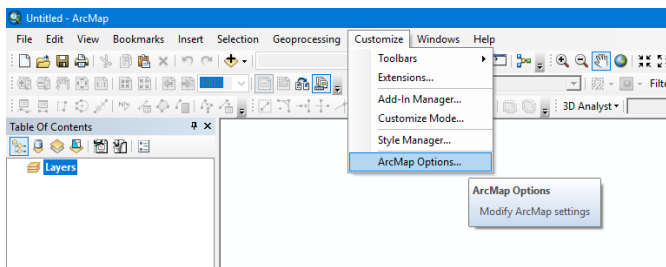 Untitled - ArcMap
File Edit View Bookmarks Insert Selection Geoprocessing Customize Windows Help
Toolbars
Extensions...
Filte
Add-In Manager...
3D Analyst
Customize Mode...
Table Of Contents
Style Manager...
ArcMap Options...
Layers
ArcMap Options
Modify ArcMap settings